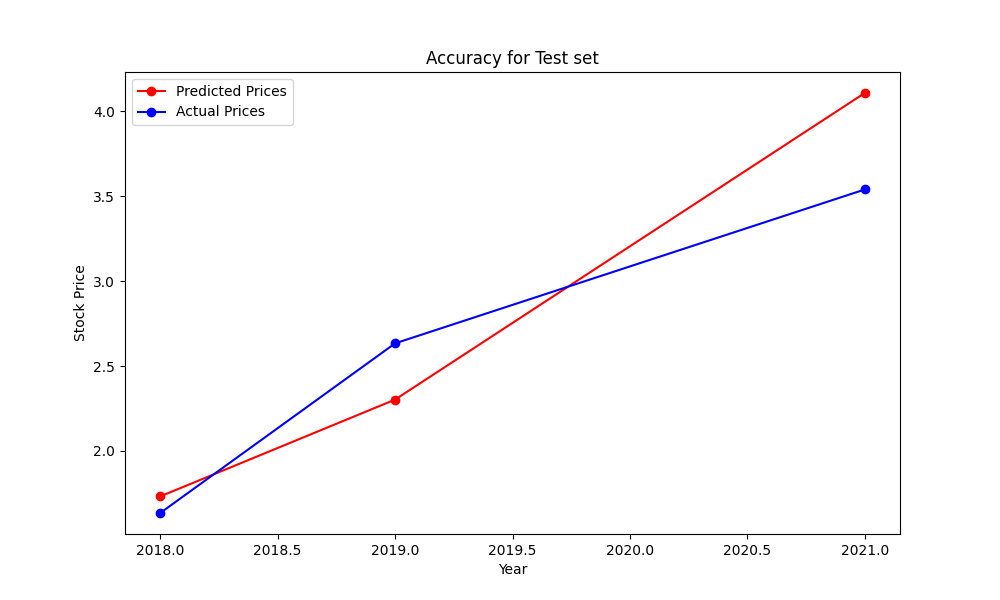 Accuracy for Test set
Predicted Prices
Actual Prices
4.0
3.5
3.0
2.5
2.0
Stock Price
2018.0 2018.5 2019.0 2019.5 2020.0 2020.5 2021.0
Year